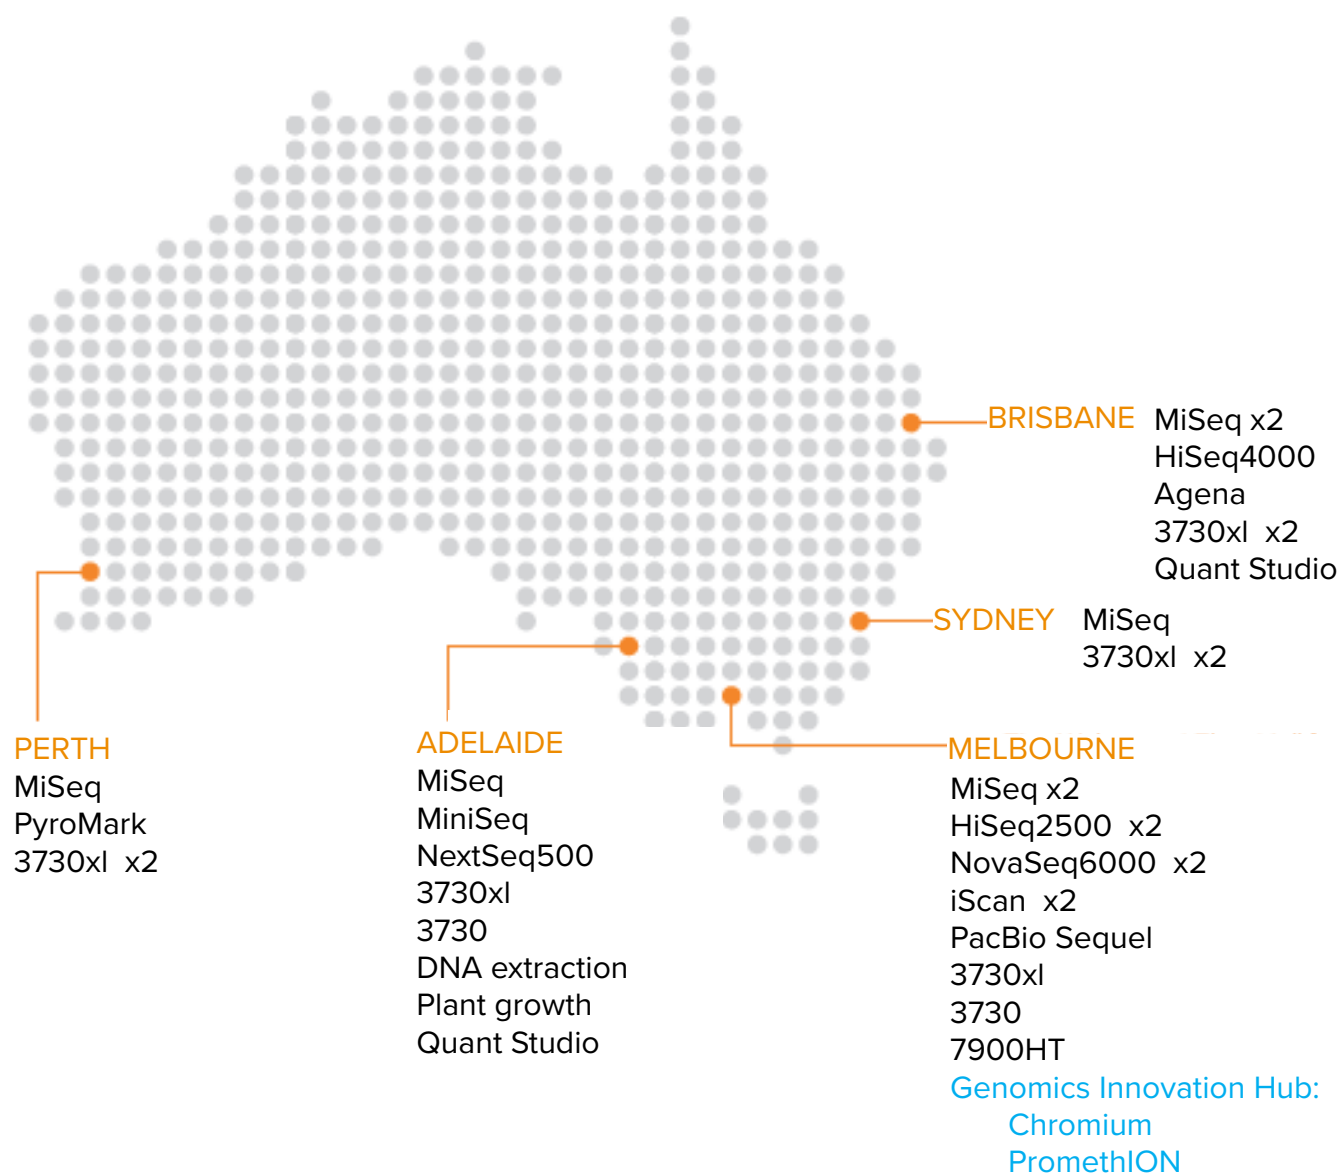 BRISBANE
MiSeq x2
HiSeq4000
Agena
3730xl x2
Quant Studio
SYDNEY
MiSeq
3730xl x2
PERTH
MiSeq
PyroMark
3730xl x2
ADELAIDE
MiSeq
MiniSeq
NextSeq500
3730xl
3730
DNA extraction
Plant growth
Quant Studio
MELBOURNE
MiSeq x2
HiSeq2500 x2
NovaSeq6000 x2
iScan x2
PacBio Sequel
3730xl
3730
7900HT
Genomics Innovation Hub:
Chromium
PromethION